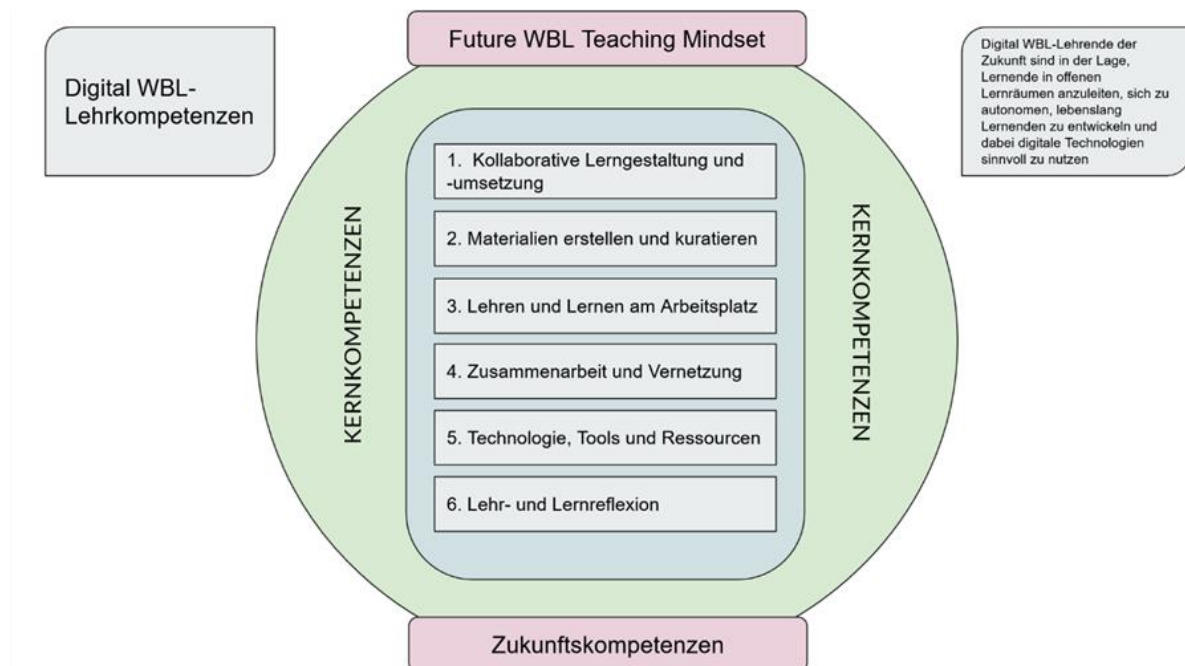 Future WBL Teaching Mindset
Digital WBL-
Lehrkompetenzen
Digital WBL-Lehrende der
Zukunft sind in der Lage,
Lernende in offenen
Lernräumen anzuleiten, sich zu
autonomen, lebenslang
Lernenden zu entwickeln und
dabei digitale Technologien
sinnvoll zu nutzen
KERNKOMPETENZEN
1. Kollaborative Lerngestaltung und
-umsetzung
2. Materialien erstellen und kuratieren
3. Lehren und Lernen am Arbeitsplatz
4. Zusammenarbeit und Vernetzung
5. Technologie, Tools und Ressourcen
6. Lehr- und Lernreflexion
KERNKOMPETENZEN
Zukunftskompetenzen